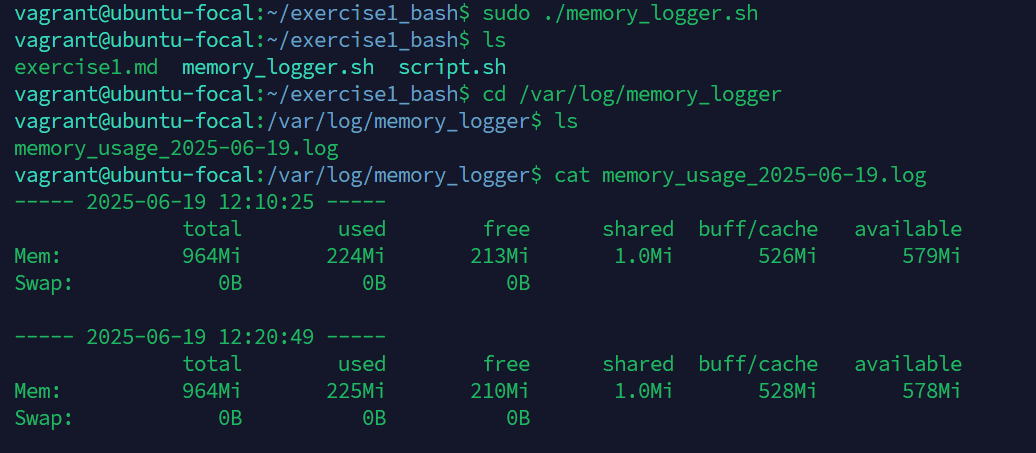 vagrant@ubuntu-focal:~/exercise1_bash$ sudo ./memory_logger.sh
vagrant@ubuntu-focal:~/exercise1_bash$ ls
exercise1.md  memory_logger.sh  script.sh
vagrant@ubuntu-focal:~/exercise1_bash$ cd /var/log/memory_logger
vagrant@ubuntu-focal:/var/log/memory_logger$ ls
memory_usage_2025-06-19.log
vagrant@ubuntu-focal:/var/log/memory_logger$ cat memory_usage_2025-06-19.log
----- 2025-06-19 12:10:25 -----
              total        used        free      shared  buff/cache   available
Mem:          964Mi       224Mi       213Mi       1.0Mi       526Mi       579Mi
Swap:            0B          0B          0B
----- 2025-06-19 12:20:49 -----
              total        used        free      shared  buff/cache   available
Mem:          964Mi       225Mi       210Mi       1.0Mi       528Mi       578Mi
Swap:            0B          0B          0B